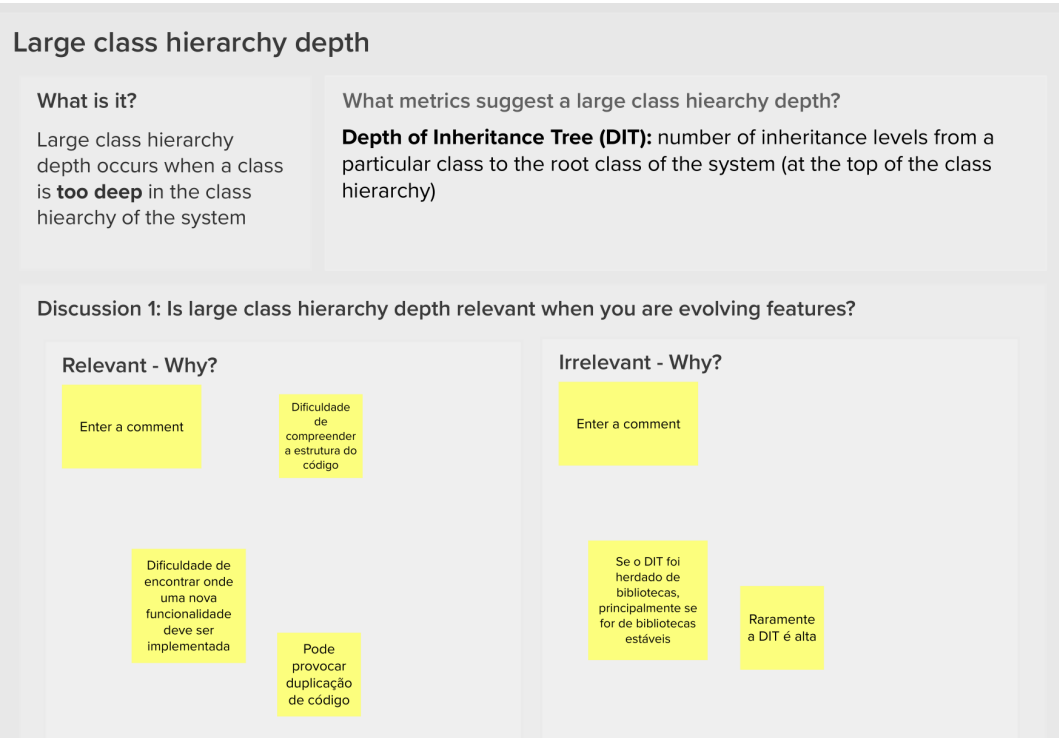 Large class hierarchy depth
What is it?
Large class hierarchy
depth occurs when a class
is too deep in the class
hiearchy of the system
What metrics suggest a large class hiearchy depth?
Depth of Inheritance Tree (DIT): number of inheritance levels from a
particular class to the root class of the system (at the top of the class
hierarchy)
Discussion 1: Is large class hierarchy depth relevant when you are evolving features?
Relevant - Why?
Enter a comment
Dificuldade
de
compreender
a estrutura do
código
Dificuldade de
encontrar onde
uma nova
funcionalidade
deve ser
implementada
Pode
provocar
duplicação
de código
Irrelevant - Why?
Enter a comment
Se o DIT foi
herdado de
bibliotecas,
principalmente se
for de bibliotecas
estáveis
Raramente
a DIT é alta